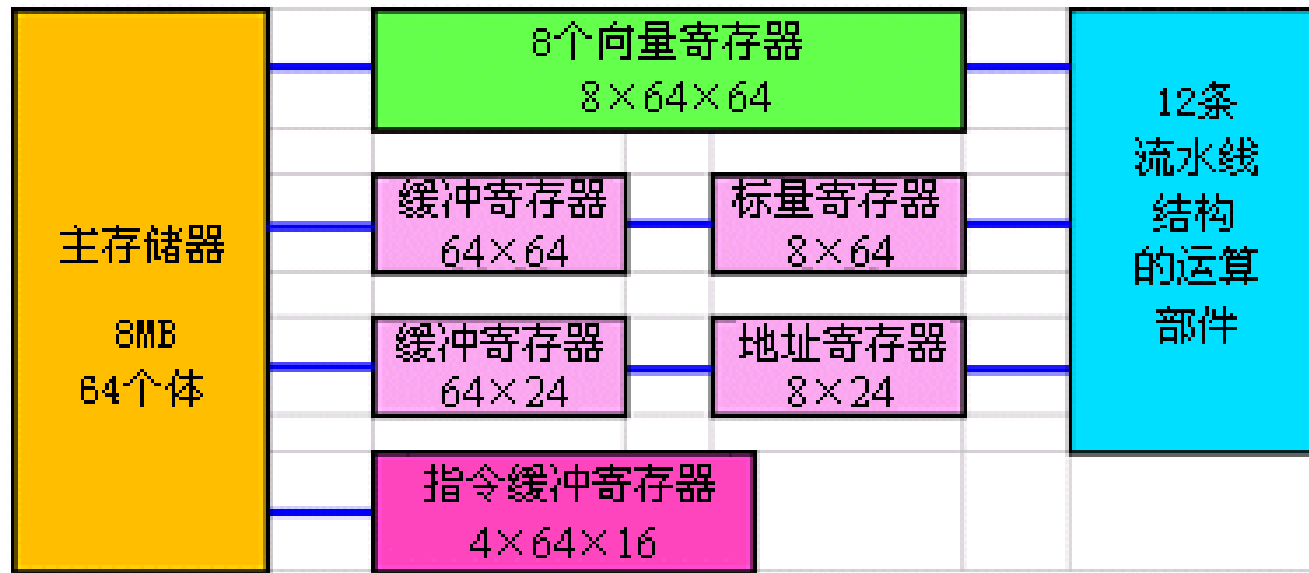 主存储器
8MB
64个体
8个向量寄存器
8×64×64
缓冲寄存器
64×64
标量寄存器
8×64
缓冲寄存器
64×24
地址寄存器
8×24
指令缓冲寄存器
4×64×16
12条
流水线
结构
的运算
部件